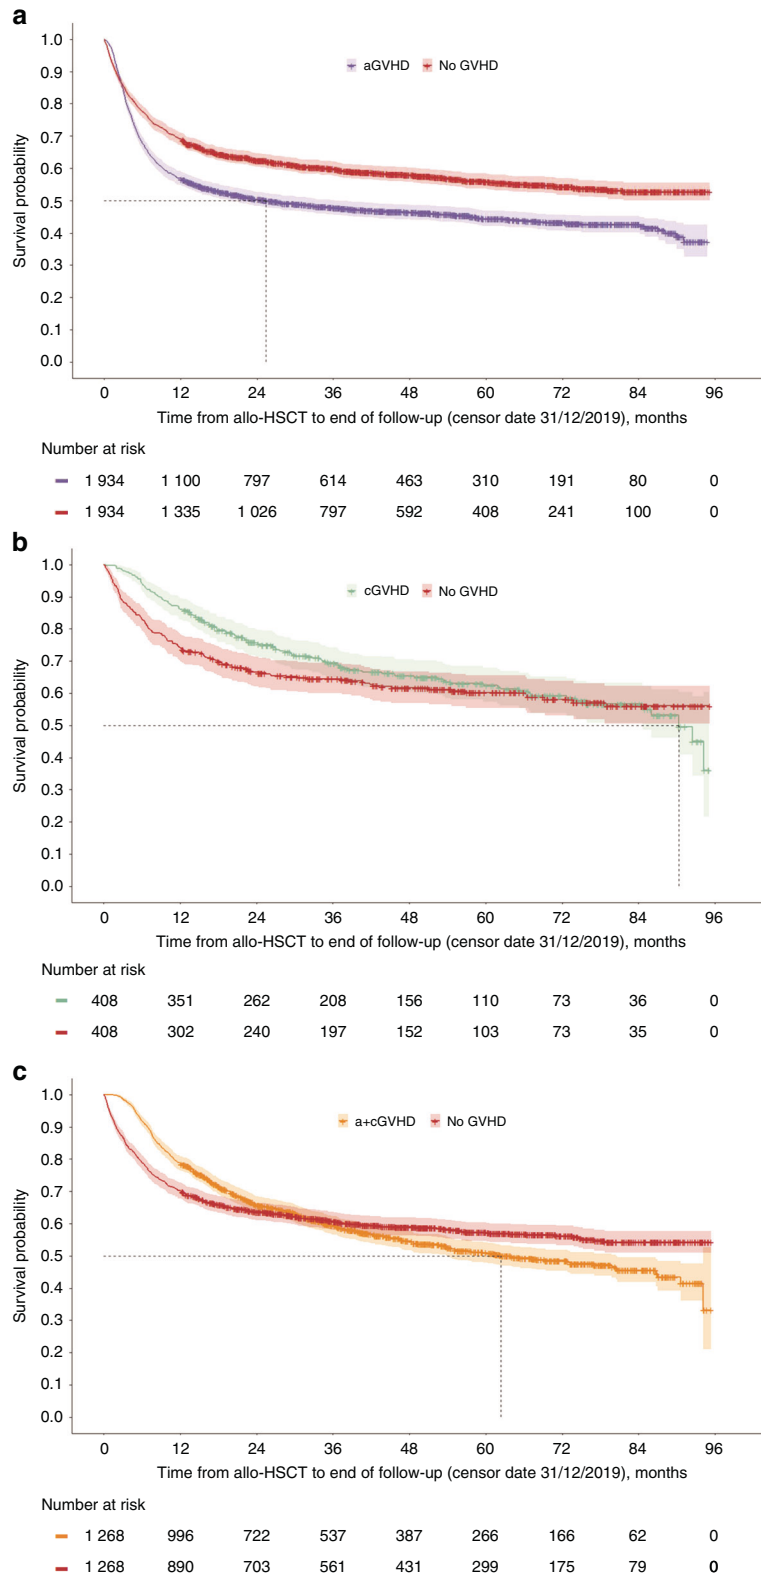 a
1.0
aGVHD No GVHD
0.9
0.8
0.7
0.6
0.5
0.4
0.3
0.2
0.1
0.0
Survival probability
0 12 24 36 48 60 72 84 96
Time from allo-HSCT to end of follow-up (censor date 31/12/2019), months
Number at risk
1 934 1 100 797 614 463 310 191 80 0
1 934 1 335 1 026 797 592 408 241 100 0
b
1.0
cGVHD No GVHD
0.9
0.8
0.7
0.6
0.5
0.4
0.3
0.2
0.1
0.0
Survival probability
0 12 24 36 48 60 72 84 96
Time from allo-HSCT to end of follow-up (censor date 31/12/2019), months
Number at risk
408 351 262 208 156 110 73 36 0
408 302 240 197 152 103 73 35 0
c
1.0
a+cGVHD No GVHD
0.9
0.8
0.7
0.6
0.5
0.4
0.3
0.2
0.1
0.0
Survival probability
0 12 24 36 48 60 72 84 96
Time from allo-HSCT to end of follow-up (censor date 31/12/2019), months
Number at risk
1 268 996 722 537 387 266 166 62 0
1 268 890 703 561 431 299 175 79 0